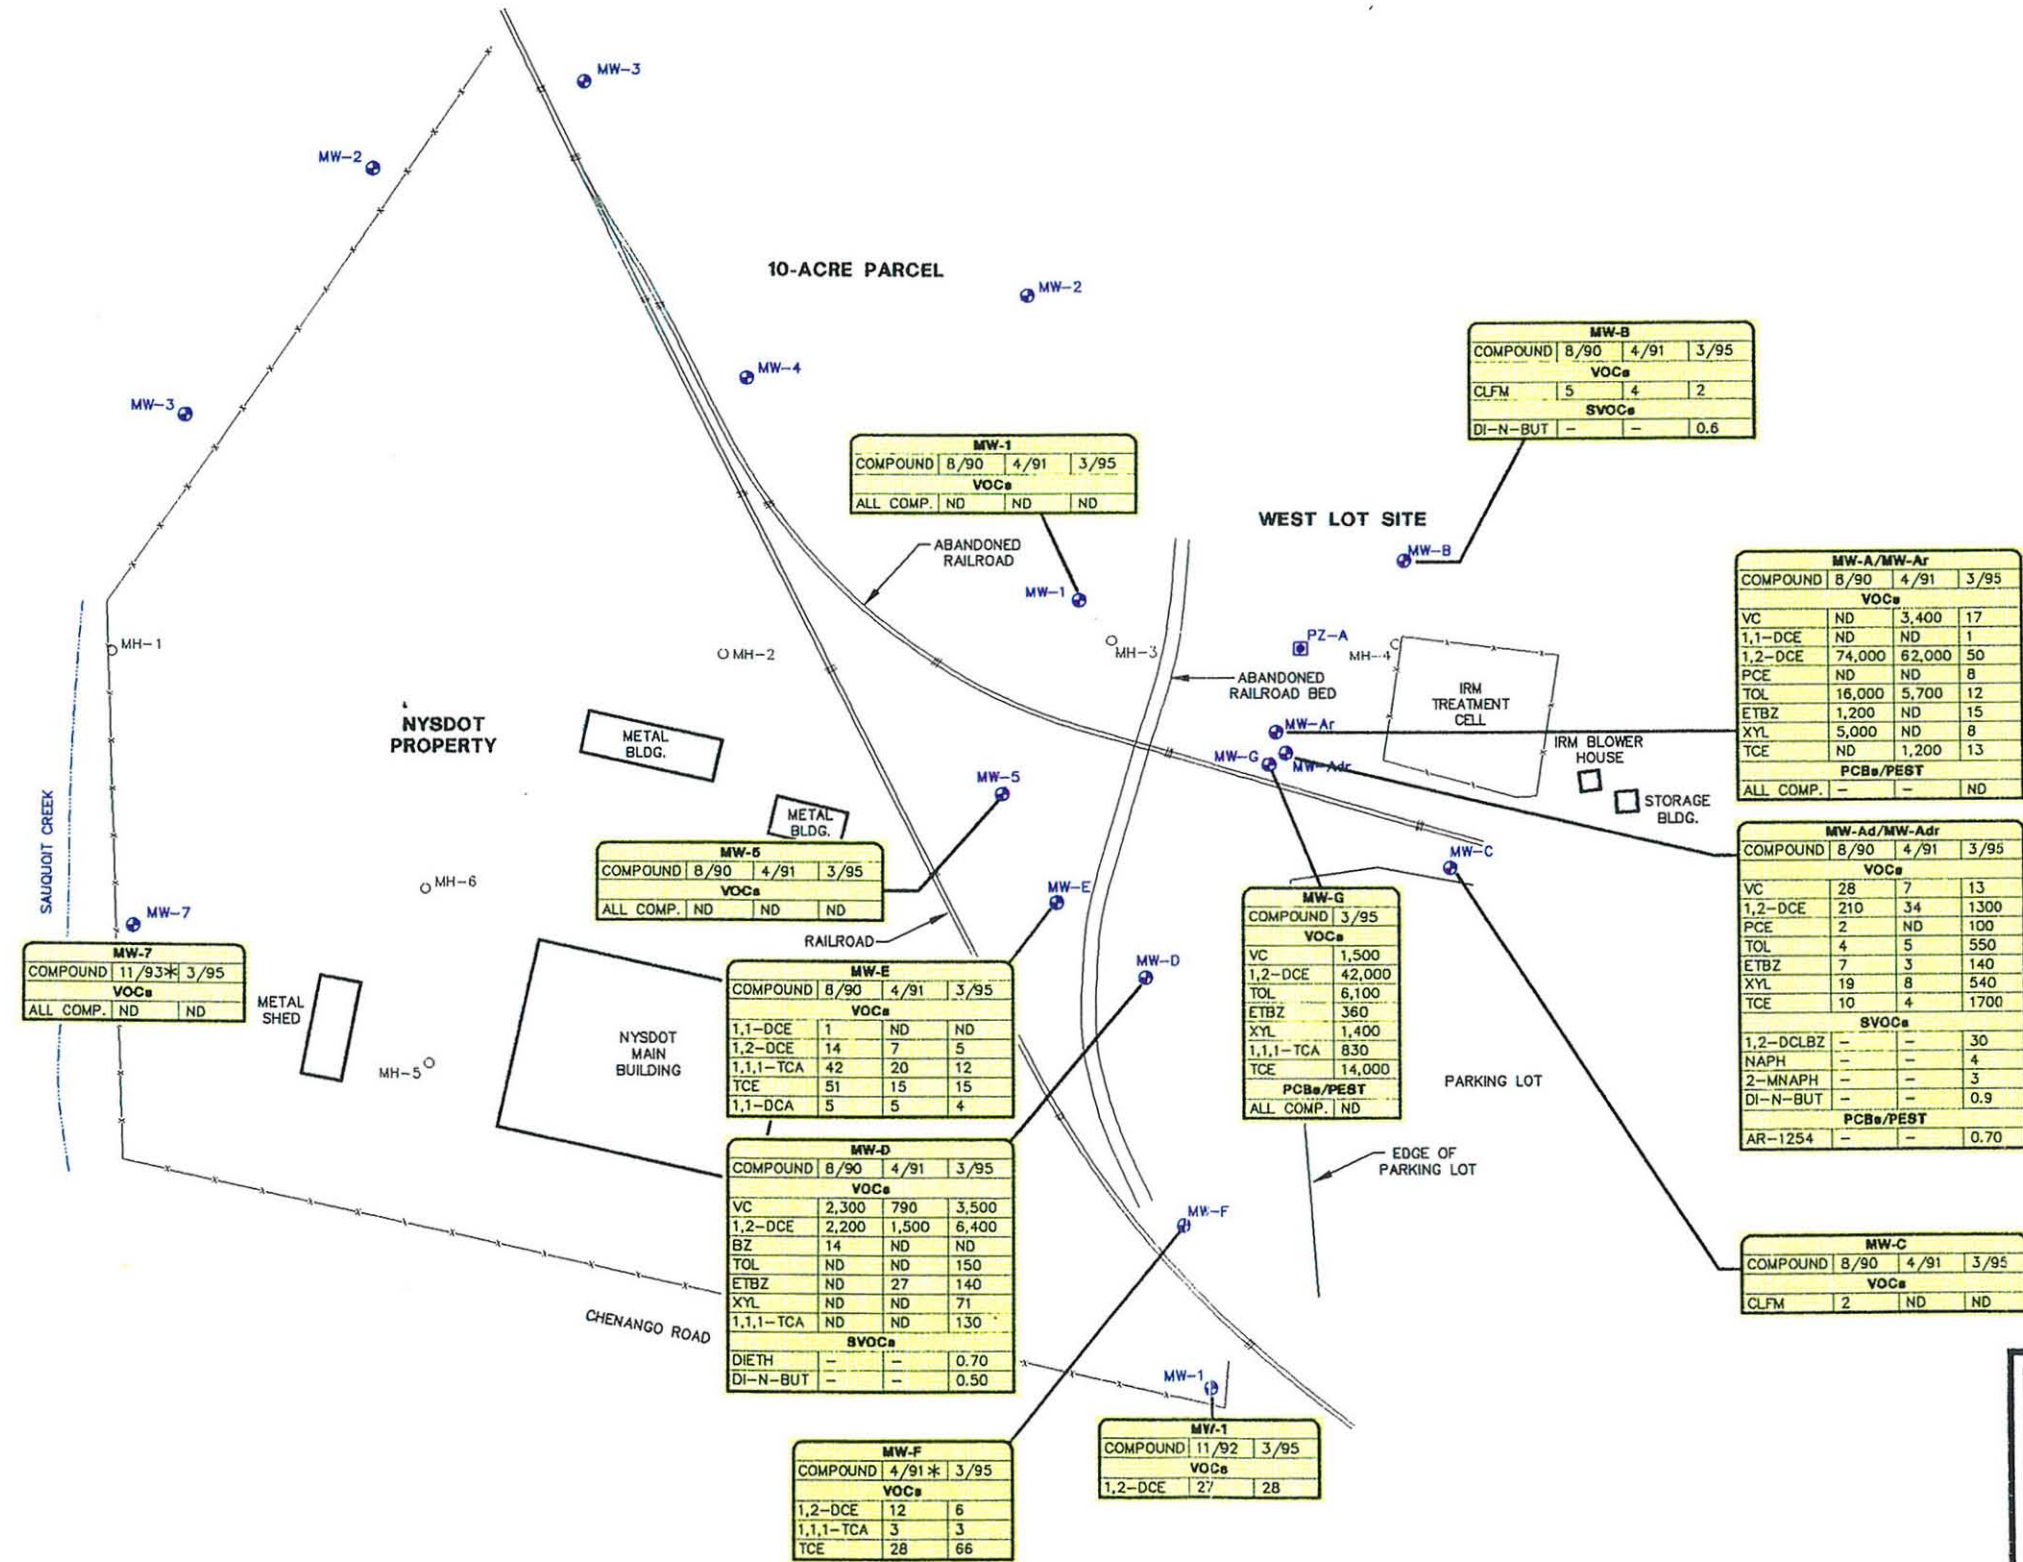 MW-3
MW-2
10-ACRE PARCEL
MW-2
MW-4
MW-3
MW-B
COMPOUND 8/90 4/91 3/95
VOCs
CLFM 5 4 2
SVOCs
DI-N-BUT - - 0.6
MW-1
COMPOUND 8/90 4/91 3/95
VOCs
ALL COMP. ND ND ND
WEST LOT SITE
ABANDONED
RAILROAD
MW-B
MW-1
MH-1
MH-2
MH-3
PZ-A
MH-4
ABANDONED
RAILROAD BED
IRM
TREATMENT
CELL
MW-A/MW-Ar
COMPOUND 8/90 4/91 3/95
VOCs
VC ND 3,400 17
1,1-DCE ND ND 1
1,2-DCE 74,000 62,000 50
PCE ND ND 8
TOL 16,000 5,700 12
ETBZ 1,200 ND 15
XYL 5,000 ND 8
TCE ND 1,200 13
PCBs/PEST
ALL COMP. - - ND
NYSDOT
PROPERTY
METAL
BLDG.
MW-Ar
MW-G
MW-Adr
IRM BLOWER
HOUSE
STORAGE
BLDG.
MW-5
METAL
BLDG.
SAUQUOIT CREEK
MW-5
COMPOUND 8/90 4/91 3/95
VOCs
ALL COMP. ND ND ND
MW-Ad/MW-Adr
COMPOUND 8/90 4/91 3/95
VOCs
VC 28 7 13
1,2-DCE 210 34 1300
PCE 2 ND 100
TOL 4 5 550
ETBZ 7 3 140
XYL 19 8 540
TCE 10 4 1700
SVOCs
1,2-DCLBZ - - 30
NAPH - - 4
2-MNAPH - - 3
DI-N-BUT - - 0.9
PCBs/PEST
AR-1254 - - 0.70
MW-C
MH-6
MW-E
MW-7
RAILROAD
MW-G
COMPOUND 3/95
VOCs
VC 1,500
1,2-DCE 42,000
TOL 6,100
ETBZ 360
XYL 1,400
1,1,1-TCA 830
TCE 14,000
PCBs/PEST
ALL COMP. ND
MW-7
COMPOUND 11/93* 3/95
VOCs
ALL COMP. ND ND
METAL
SHED
MW-D
MW-E
COMPOUND 8/90 4/91 3/95
VOCs
1,1-DCE 1 ND ND
1,2-DCE 14 7 5
1,1,1-TCA 42 20 12
TCE 51 15 15
1,1-DCA 5 5 4
NYSDOT
MAIN
BUILDING
MH-5
PARKING LOT
EDGE OF
PARKING LOT
MW-D
COMPOUND 8/90 4/91 3/95
VOCs
VC 2,300 790 3,500
1,2-DCE 2,200 1,500 6,400
BZ 14 ND ND
TOL ND ND 150
ETBZ ND 27 140
XYL ND ND 71
1,1,1-TCA ND ND 130
SVOCs
DIETH - - 0.70
DI-N-BUT - - 0.50
MW-F
MW-C
COMPOUND 8/90 4/91 3/95
VOCs
CLFM 2 ND ND
CHENANGO ROAD
MW-1
MW-1
COMPOUND 11/92 3/95
VOCs
1,2-DCE 27 28
MW-F
COMPOUND 4/91* 3/95
VOCs
1,2-DCE 12 6
1,1,1-TCA 3 3
TCE 28 66